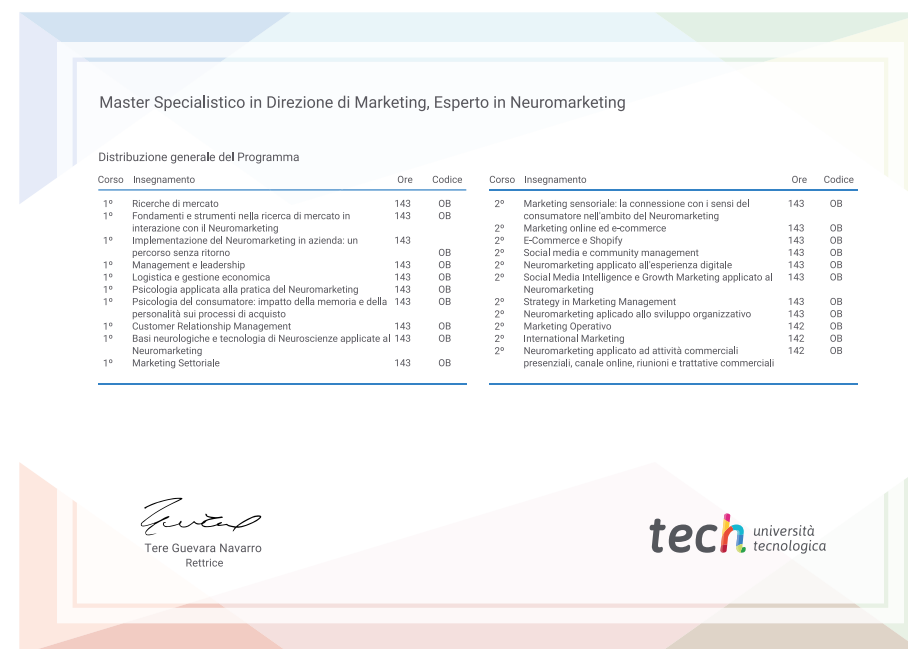 Master Specialistico in Direzione di Marketing, Esperto in Neuromarketing
Distribuzione generale del Programma
Corso Insegnamento Ore Codice
1º Ricerche di mercato 143 OB
1º Fondamenti e strumenti nella ricerca di mercato in 143 OB
interazione con il Neuromarketing
1º Implementazione del Neuromarketing in azienda: un 143
percorso senza ritorno OB
1º Management e leadership 143 OB
1º Logistica e gestione economica 143 OB
1º Psicologia applicata alla pratica del Neuromarketing 143 OB
1º Psicologia del consumatore: impatto della memoria e della 143 OB
personalità sui processi di acquisto
1º Customer Relationship Management 143 OB
1º Basi neurologiche e tecnologia di Neuroscienze applicate al 143 OB
Neuromarketing
1º Marketing Settoriale 143 OB
Corso Insegnamento Ore Codice
2º Marketing sensoriale: la connessione con i sensi del 143 OB
consumatore nell'ambito del Neuromarketing
2º Marketing online ed e-commerce 143 OB
2º E-Commerce e Shopify 143 OB
2º Social media e community management 143 OB
2º Neuromarketing applicato all'esperienza digitale 143 OB
2º Social Media Intelligence e Growth Marketing applicato al 143 OB
Neuromarketing
2º Strategy in Marketing Management 143 OB
2º Neuromarketing aplicado allo sviluppo organizzativo 143 OB
2º Marketing Operativo 142 OB
2º International Marketing 142 OB
2º Neuromarketing applicato ad attività commerciali 142 OB
presenziali, canale online, riunioni e trattative commerciali
Tere Guevara Navarro
Rettrice
tech università
tecnologica